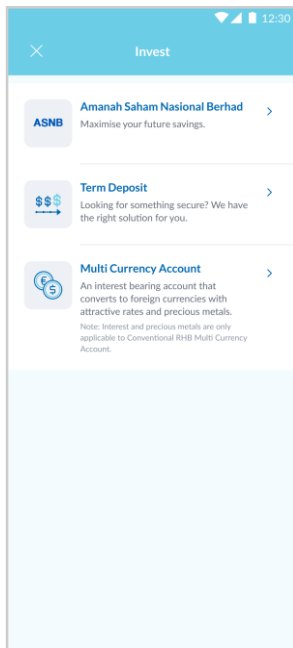 12:30
Invest
Amanah Saham Nasional Berhad
ASNB
Maximise your future savings.
Term Deposit
$$$
Looking for something secure? We have
the right solution for you.
Multi Currency Account
€
$
An interest bearing account that
converts to foreign currencies with
attractive rates and precious metals.
Note: Interest and precious metals are only
applicable to Conventional RHB Multi Currency
Account.